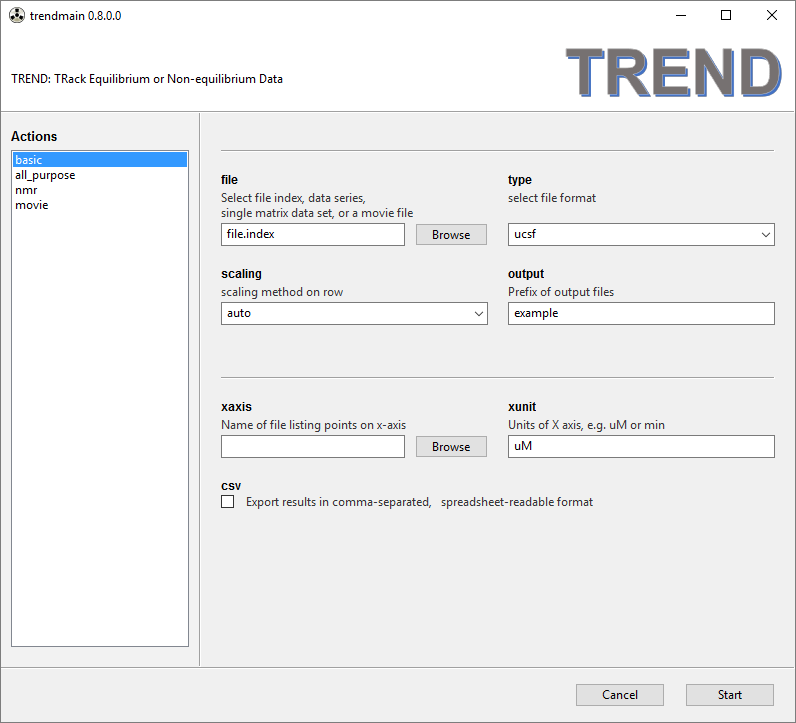 trendmain 0.8.0.0
TREND: TRack Equilibrium or Non-equilibrium Data
TREND
Actions
basic
all_purpose
nmr
movie
file
Select file index, data series,
single matrix data set, or a movie file
file.index
Browse
type
select file format
ucsf
scaling
scaling method on row
auto
output
Prefix of output files
example
xaxis
Name of file listing points on x-axis
Browse
xunit
Units of X axis, e.g. uM or min
uM
csv
Export results in comma-separated, spreadsheet-readable format
Cancel
Start